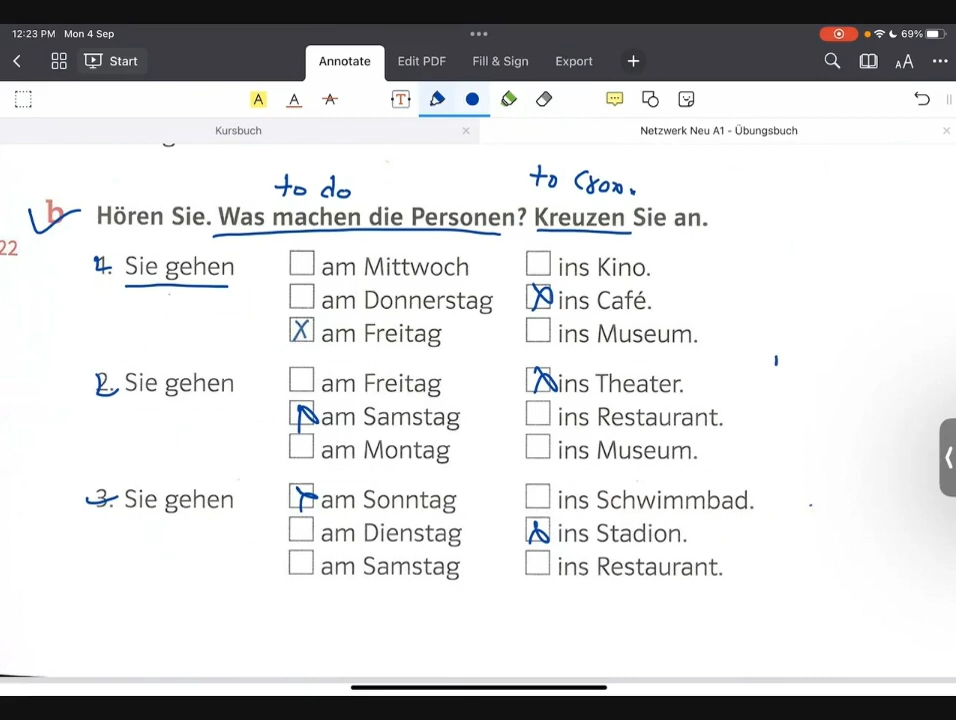 12:23 PM Mon 4 Sep
69%
Start
Annotate
Edit PDF
Fill & Sign
Export
Kursbuch
Netzwerk Neu A1 - Übungsbuch
to do
to
b Hören Sie. Was machen die Personen? Kreuzen Sie an.
22
1. Sie gehen am Mittwoch ins Kino.
am Donnerstag ins Café.
X am Freitag ins Museum.
2. Sie gehen am Freitag ins Theater.
am Samstag ins Restaurant.
am Montag ins Museum.
3. Sie gehen am Sonntag ins Schwimmbad.
am Dienstag ins Stadion.
am Samstag ins Restaurant.